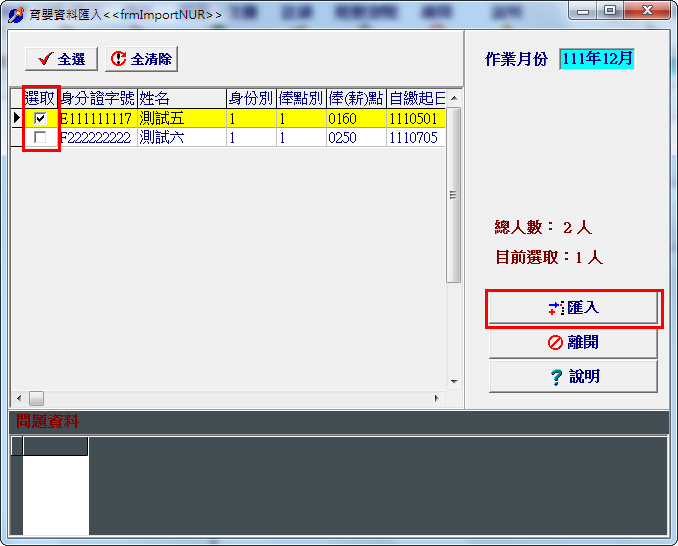 育嬰資料匯入<<frmImportNUR>>
全選 全清除
作業月份 111年12月
選取 身分證字號 姓名 身份別 俸點別 俸(薪)點 自繳起日
E111111117 測試五 1 1 0160 1110501
F222222222 測試六 1 1 0250 1110705
總人數： 2 人
目前選取：1 人
匯入
離開
說明
問題資料